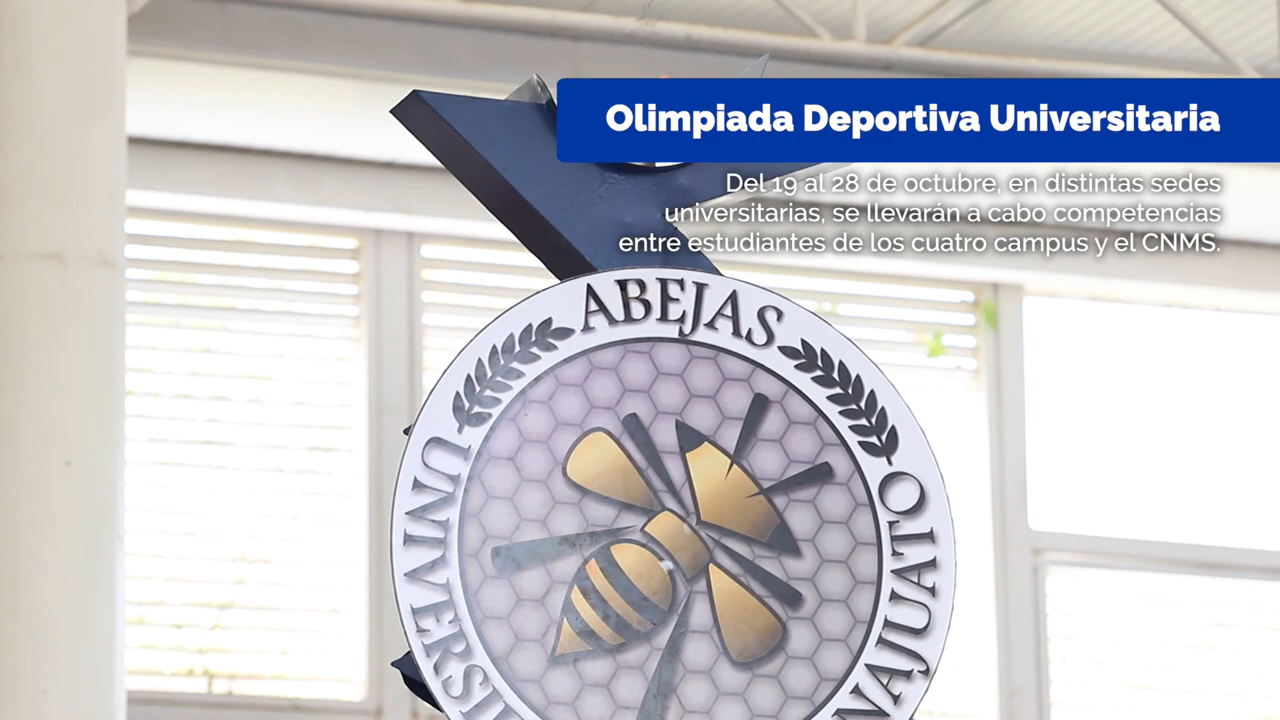 Olimpiada Deportiva Universitaria
Del 19 al 28 de octubre, en distintas sedes
universitarias, se llevarán a cabo competencias
entre estudiantes de los cuatro campus y el CNMS.
ABEJAS